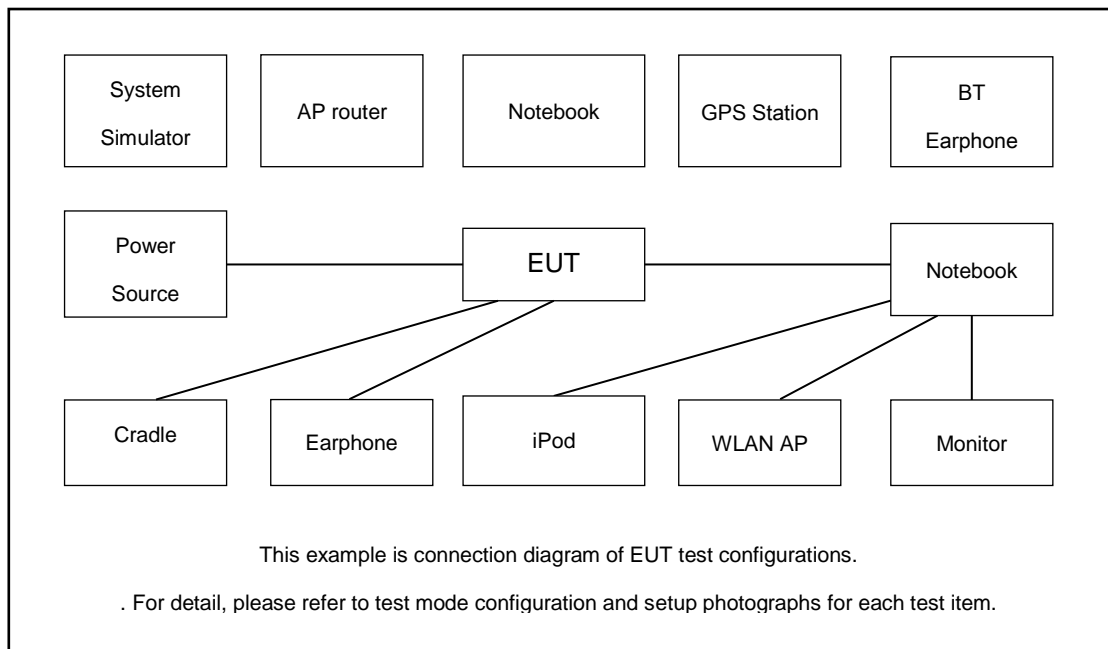 System
Simulator
AP router
Notebook
GPS Station
BT
Earphone
Power
Source
EUT
Notebook
Cradle
Earphone
iPod
WLAN AP
Monitor
This example is connection diagram of EUT test configurations.
. For detail, please refer to test mode configuration and setup photographs for each test item.